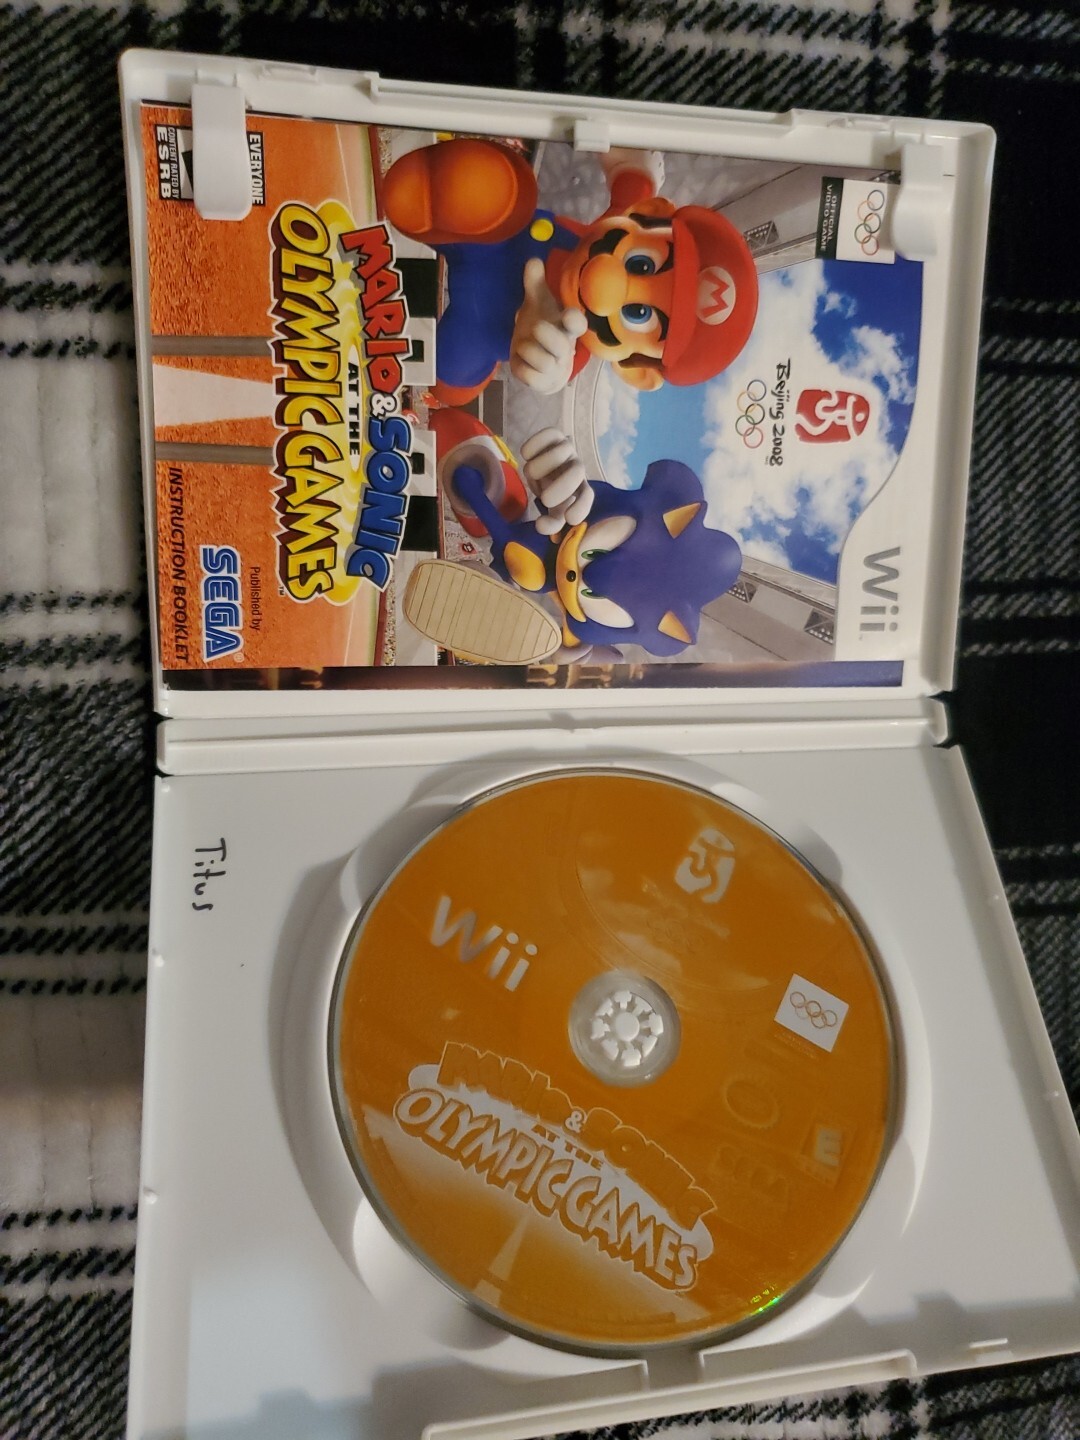 Wii
OFFICIAL
VIDEO GAME
Beijing 2008
M
MARIO & SONIC
AT THE
OLYMPIC GAMES™
EVERYONE
CONTENT RATED BY
ESRB
Published by
SEGA®
INSTRUCTION BOOKLET
Titus
Wii
E
MARIO & SONIC
AT THE
OLYMPIC GAMES